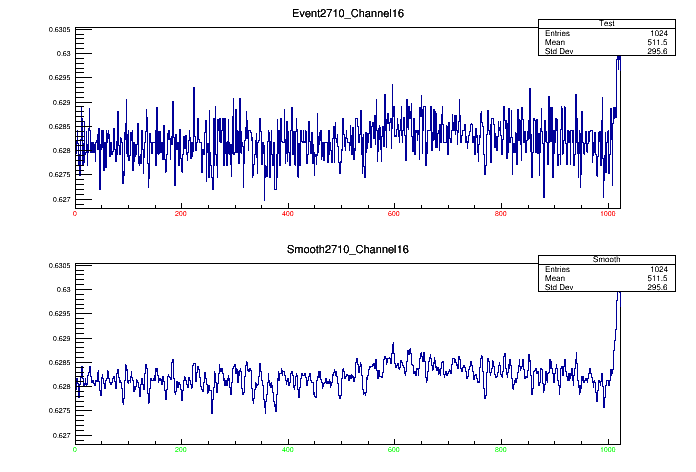 Event2710_Channel16
Test
Entries 1024
Mean 511.5
Std Dev 295.6
0.6305
0.63
0.6295
0.629
0.6285
0.628
0.6275
0.627
0 200 400 600 800 1000
Smooth2710_Channel16
Smooth
Entries 1024
Mean 511.5
Std Dev 295.6
0.6305
0.63
0.6295
0.629
0.6285
0.628
0.6275
0.627
0 200 400 600 800 1000